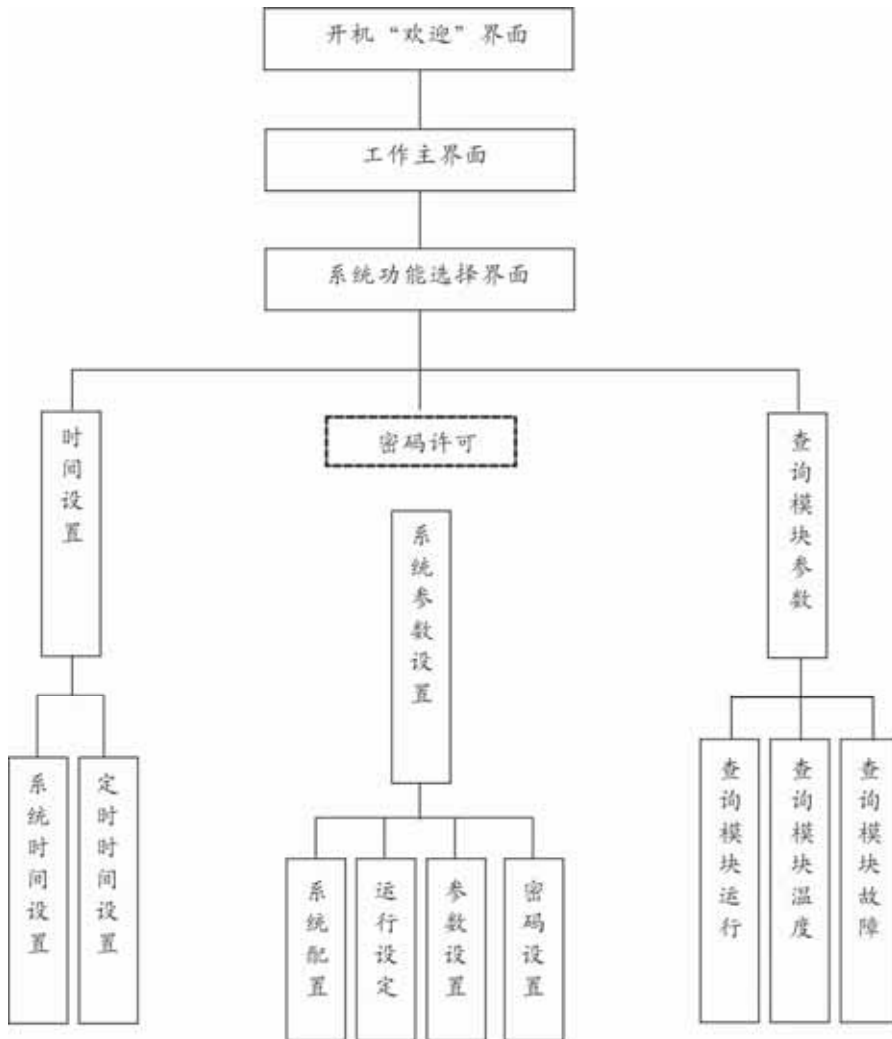 开机“欢迎”界面
工作主界面
系统功能选择界面
时间设置
密码许可
查询模块参数
系统参数设置
系统时间设置
定时时间设置
系统配置
运行设定
参数设置
密码设置
查询模块运行
查询模块温度
查询模块故障